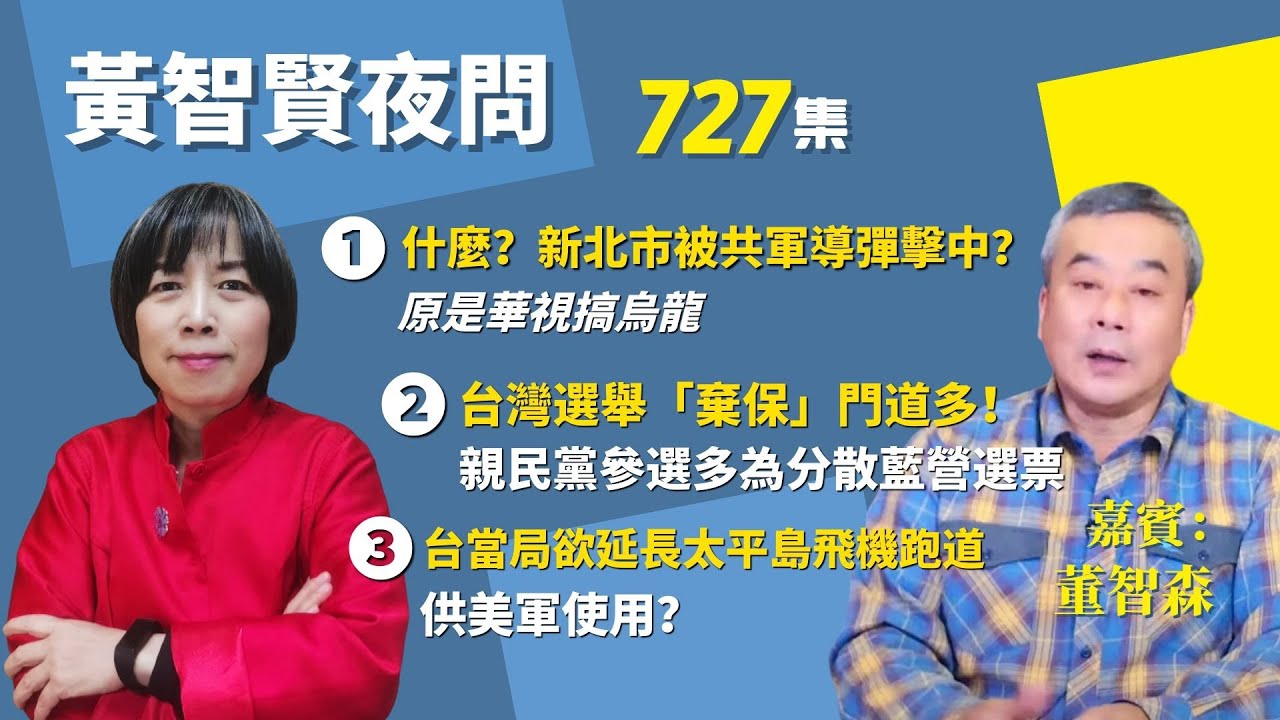 黃智賢夜問
727集
1 什麼？新北市被共軍導彈擊中？
原是華視搞烏龍
2 台灣選舉「棄保」門道多！
親民黨參選多為分散藍營選票
3 台當局欲延長太平島飛機跑道
供美軍使用？
嘉賓：
董智森